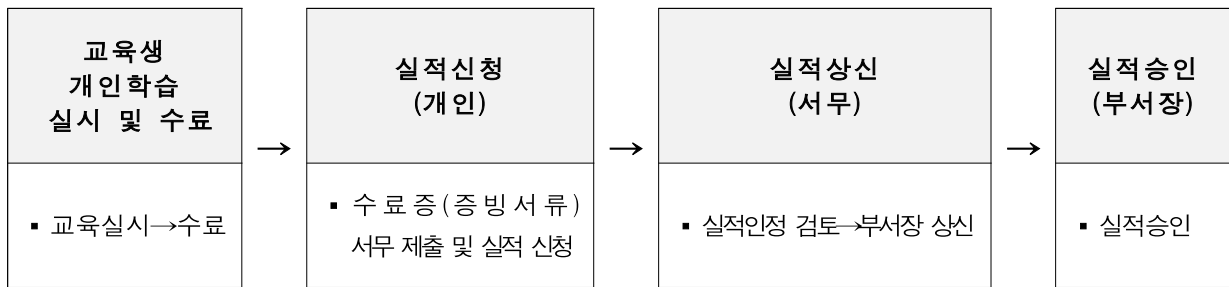 교육생
개인학습
실시 및 수료
▪ 교육실시→수료
→
실적신청
(개인)
▪ 수료증(증빙서류)
서무 제출 및 실적 신청
→
실적상신
(서무)
▪ 실적인정 검토→부서장 상신
→
실적승인
(부서장)
▪ 실적승인